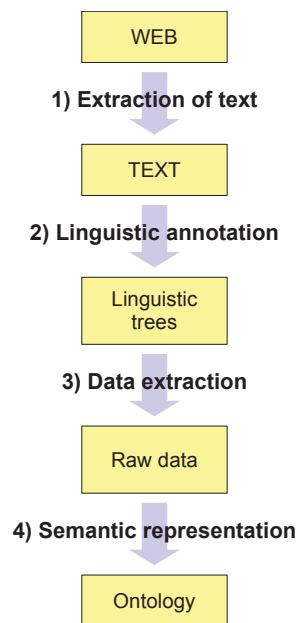 WEB
1) Extraction of text
TEXT
2) Linguistic annotation
Linguistic
trees
3) Data extraction
Raw data
4) Semantic representation
Ontology